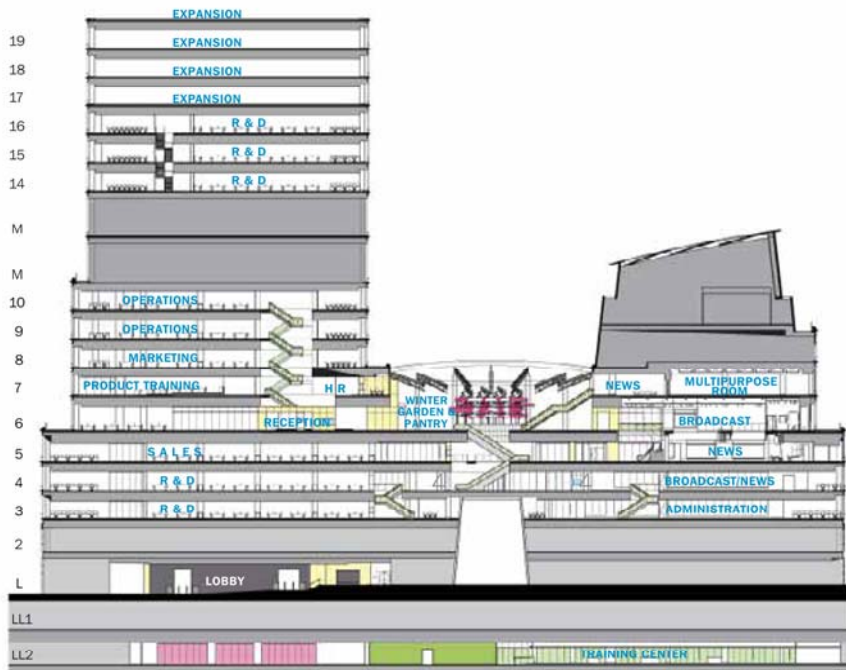 EXPANSION
19
EXPANSION
18
EXPANSION
17
EXPANSION
16
R & D
15
R & D
14
R & D
M
M
10
OPERATIONS
9
OPERATIONS
8
MARKETING
7
PRODUCT TRAINING
H R
WINTER
GARDEN &
PANTRY
NEWS
MULTIPURPOSE
ROOM
6
RECEPTION
BROADCAST
5
S A L E S
NEWS
4
R & D
BROADCAST/NEWS
3
R & D
ADMINISTRATION
2
L
LOBBY
LL1
LL2
TRAINING CENTER